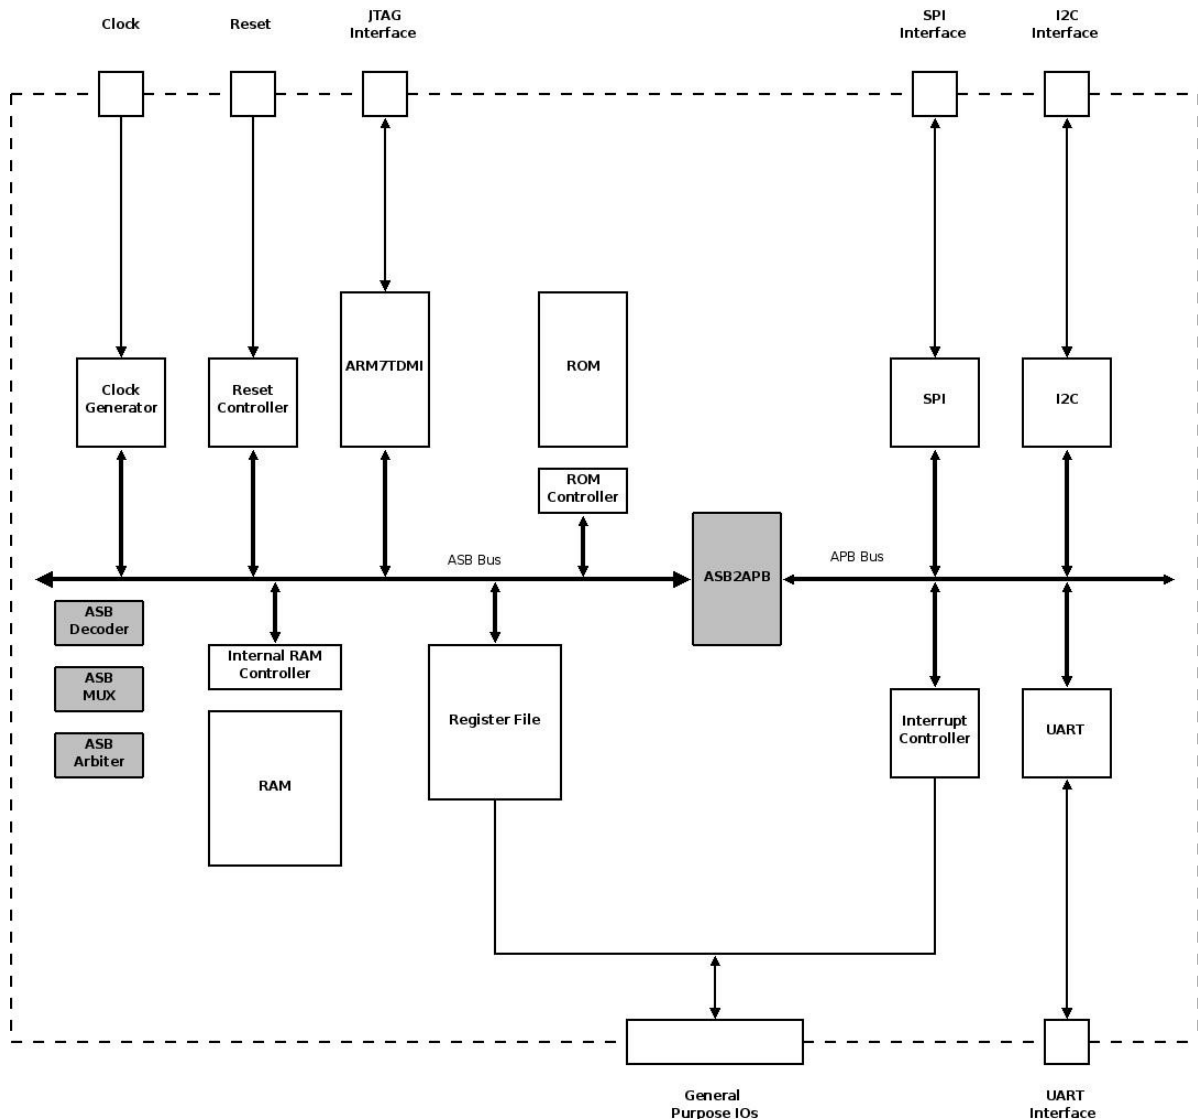 Clock
Reset
JTAG
Interface
SPI
Interface
I2C
Interface
ARM7TDMI
ROM
Clock
Generator
Reset
Controller
SPI
I2C
ROM
Controller
ASB Bus
APB Bus
ASB2APB
ASB
Decoder
ASB
MUX
ASB
Arbiter
Internal RAM
Controller
RAM
Register File
Interrupt
Controller
UART
General
Purpose IOs
UART
Interface